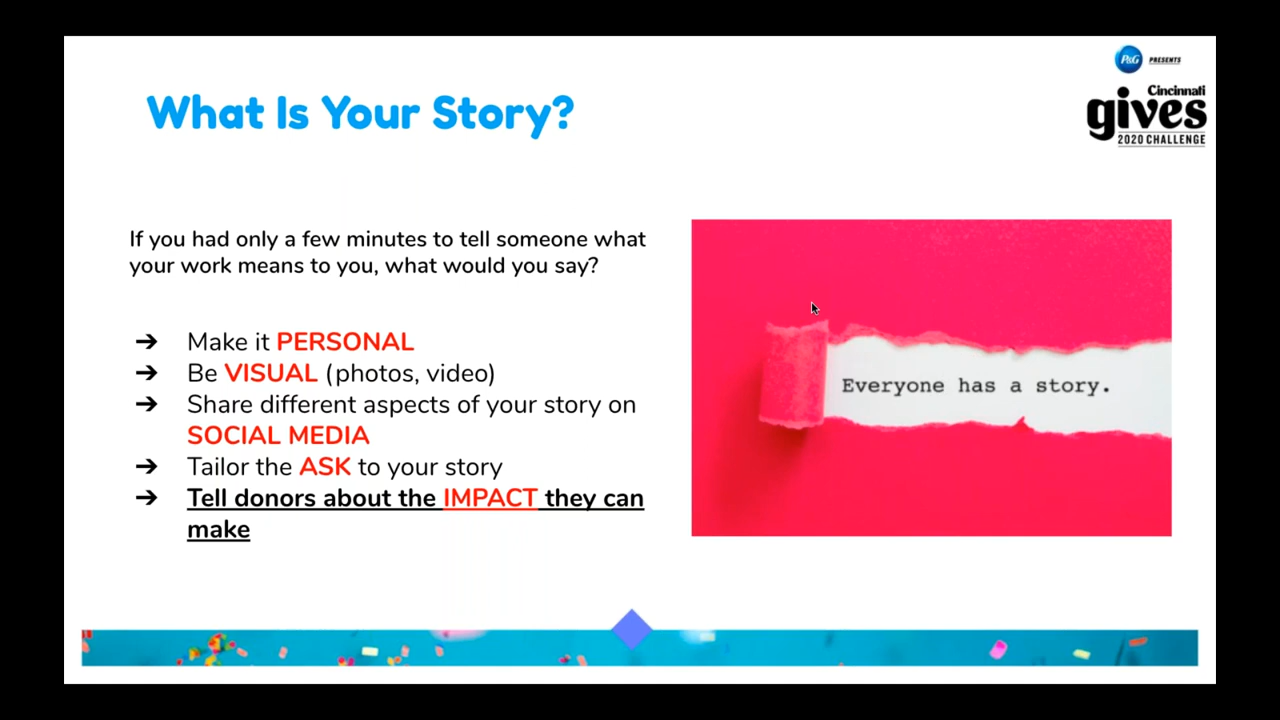 P&G PRESENTS
Cincinnati
gives
2020 CHALLENGE
What Is Your Story?
If you had only a few minutes to tell someone what
your work means to you, what would you say?
➔ Make it PERSONAL
➔ Be VISUAL (photos, video)
➔ Share different aspects of your story on
SOCIAL MEDIA
➔ Tailor the ASK to your story
➔ Tell donors about the IMPACT they can
make
Everyone has a story.